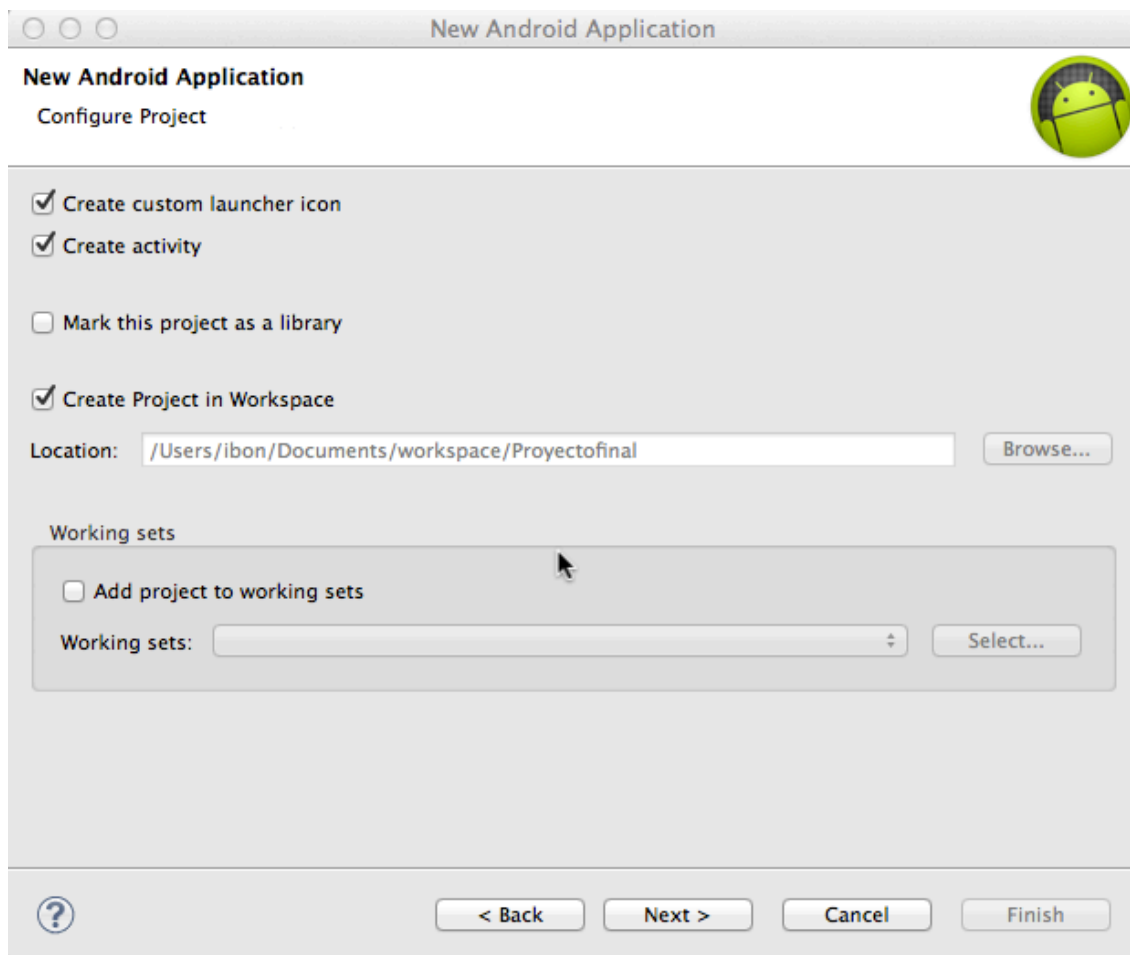 New Android Application
New Android Application
Configure Project
Create custom launcher icon
Create activity
Mark this project as a library
Create Project in Workspace
Location: /Users/ibon/Documents/workspace/Proyectofinal Browse...
Working sets
Add project to working sets
Working sets: Select...
? < Back Next > Cancel Finish